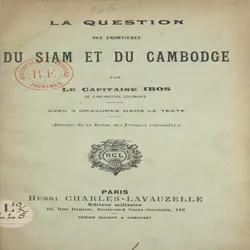 LA QUESTION
DES FRONTIÈRES
DU SIAM ET DU CAMBODGE
PAR
LE CAPITAINE IBOS
DE L'INFANTERIE COLONIALE
AVEC 4 GRAVURES DANS LE TEXTE
(Extrait de la Revue des Troupes coloniales.)
HCL
PARIS
HENRI CHARLES-LAVAUZELLE
Éditeur militaire
10, Rue Danton, Boulevard Saint-Germain, 118
(MÊME MAISON A LIMOGES)